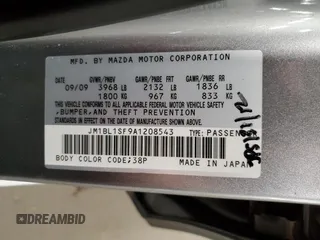 MFD. BY MAZDA MOTOR CORPORATION
GVWR/PNBV GAWR/PNBE FRT GAWR/PNBE RR
09/09 3968 LB 2132 LB 1836 LB
1800 KG 967 KG 833 KG
THIS VEHICLE CONFORMS TO ALL APPLICABLE
FEDERAL MOTOR VEHICLE SAFETY,
BUMPER, AND THEFT PREVENTION STANDARDS
IN EFFECT ON THE DATE OF MANUFACTURE SHOWN ABOVE.
JM1BL1SF9A1208543 TYPE: PASSEN
BODY COLOR CODE: 38P MADE IN JAPAN
DREAMBID
.com